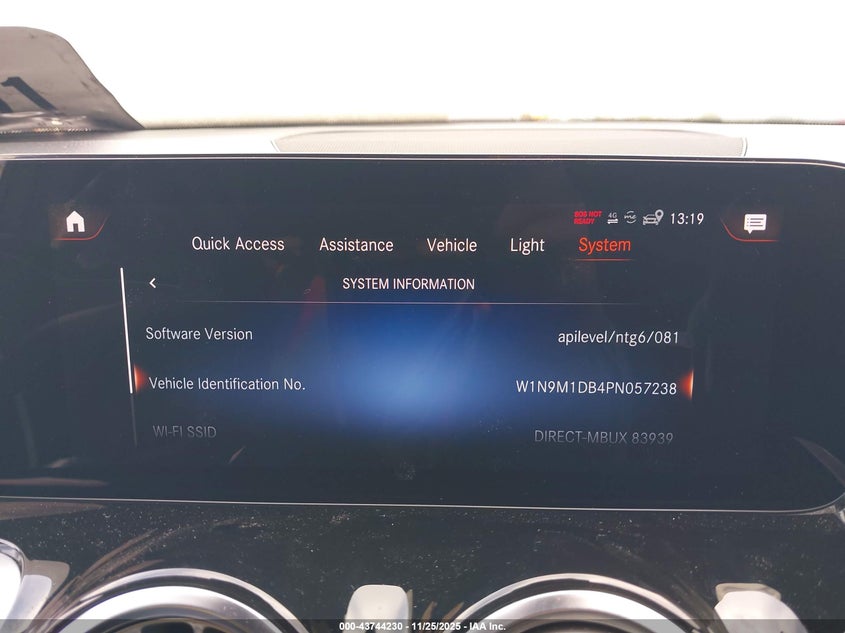 SOS NOT
READY
4G
13:19
Quick Access Assistance Vehicle Light System
SYSTEM INFORMATION
Software Version apilevel/ntg6/081
Vehicle Identification No. W1N9M1DB4PN057238
WI-FI SSID DIRECT-MBUX 83939
000-43744230 - 11/25/2025 - IAA Inc.